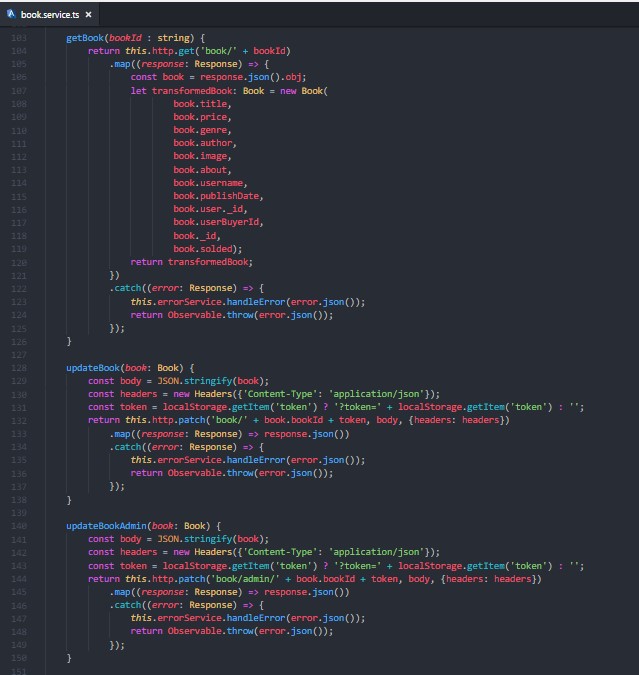 book.service.ts ×
103 getBook(bookId : string) {
104 return this.http.get('book/' + bookId)
105 .map((response: Response) => {
106 const book = response.json().obj;
107 let transformedBook: Book = new Book(
108 book.title,
109 book.price,
110 book.genre,
111 book.author,
112 book.image,
113 book.about,
114 book.username,
115 book.publishDate,
116 book.user._id,
117 book.userBuyerId,
118 book._id,
119 book.solded);
120 return transformedBook;
121 })
122 .catch((error: Response) => {
123 this.errorService.handleError(error.json());
124 return Observable.throw(error.json());
125 });
126 }
127
128 updateBook(book: Book) {
129 const body = JSON.stringify(book);
130 const headers = new Headers({'Content-Type': 'application/json'});
131 const token = localStorage.getItem('token') ? '?token=' + localStorage.getItem('token') : '';
132 return this.http.patch('book/' + book.bookId + token, body, {headers: headers})
133 .map((response: Response) => response.json())
134 .catch((error: Response) => {
135 this.errorService.handleError(error.json());
136 return Observable.throw(error.json());
137 });
138 }
139
140 updateBookAdmin(book: Book) {
141 const body = JSON.stringify(book);
142 const headers = new Headers({'Content-Type': 'application/json'});
143 const token = localStorage.getItem('token') ? '?token=' + localStorage.getItem('token') : '';
144 return this.http.patch('book/admin/' + book.bookId + token, body, {headers: headers})
145 .map((response: Response) => response.json())
146 .catch((error: Response) => {
147 this.errorService.handleError(error.json());
148 return Observable.throw(error.json());
149 });
150 }
151